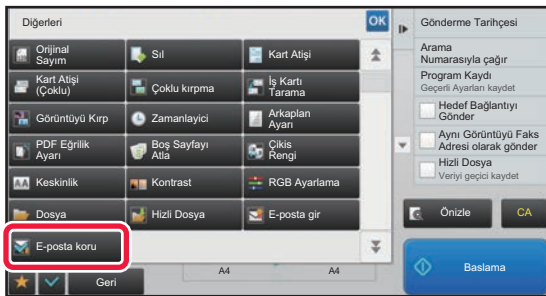 Diğerleri
OK
Orijinal
Sayım
Sıl
Kart Atişi
Kart Atişi
(Çoklu)
Çoklu kırpma
İş Kartı
Tarama
Görüntüyü Kırp
Zamanlayici
Arkaplan
Ayarı
PDF Eğrilik
Ayarı
Boş Sayfayı
Atla
Çikis
Rengi
Keskinlik
Kontrast
RGB Ayarlama
Dosya
Hizli Dosya
E-posta gir
E-posta koru
Geri
A4
A4
Gönderme Tarihçesi
Arama
Numarasıyla çağır
Program Kaydı
Geçerli Ayarları kaydet
Hedef Bağlantıyı
Gönder
Aynı Görüntüyü Faks
Adresi olarak gönder
Hizli Dosya
Veriyi geçici kaydet
Önizle
CA
Baslama